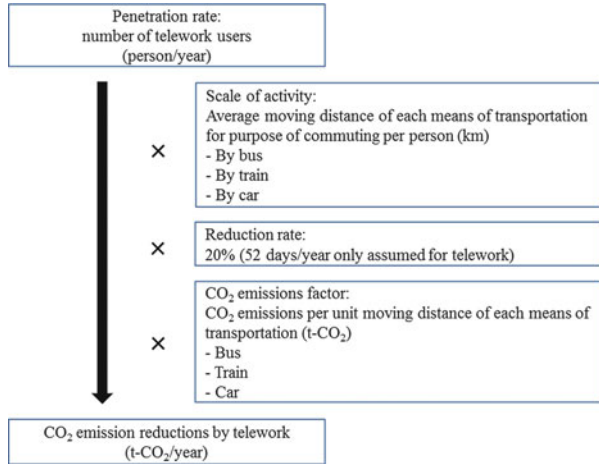 Penetration rate:
number of telework users
(person/year)
Scale of activity:
Average moving distance of each means of transportation
for purpose of commuting per person (km)
- By bus
- By train
- By car
×
Reduction rate:
20% (52 days/year only assumed for telework)
×
CO₂ emissions factor:
CO₂ emissions per unit moving distance of each means of
transportation (t-CO₂)
- Bus
- Train
- Car
×
CO₂ emission reductions by telework
(t-CO₂/year)